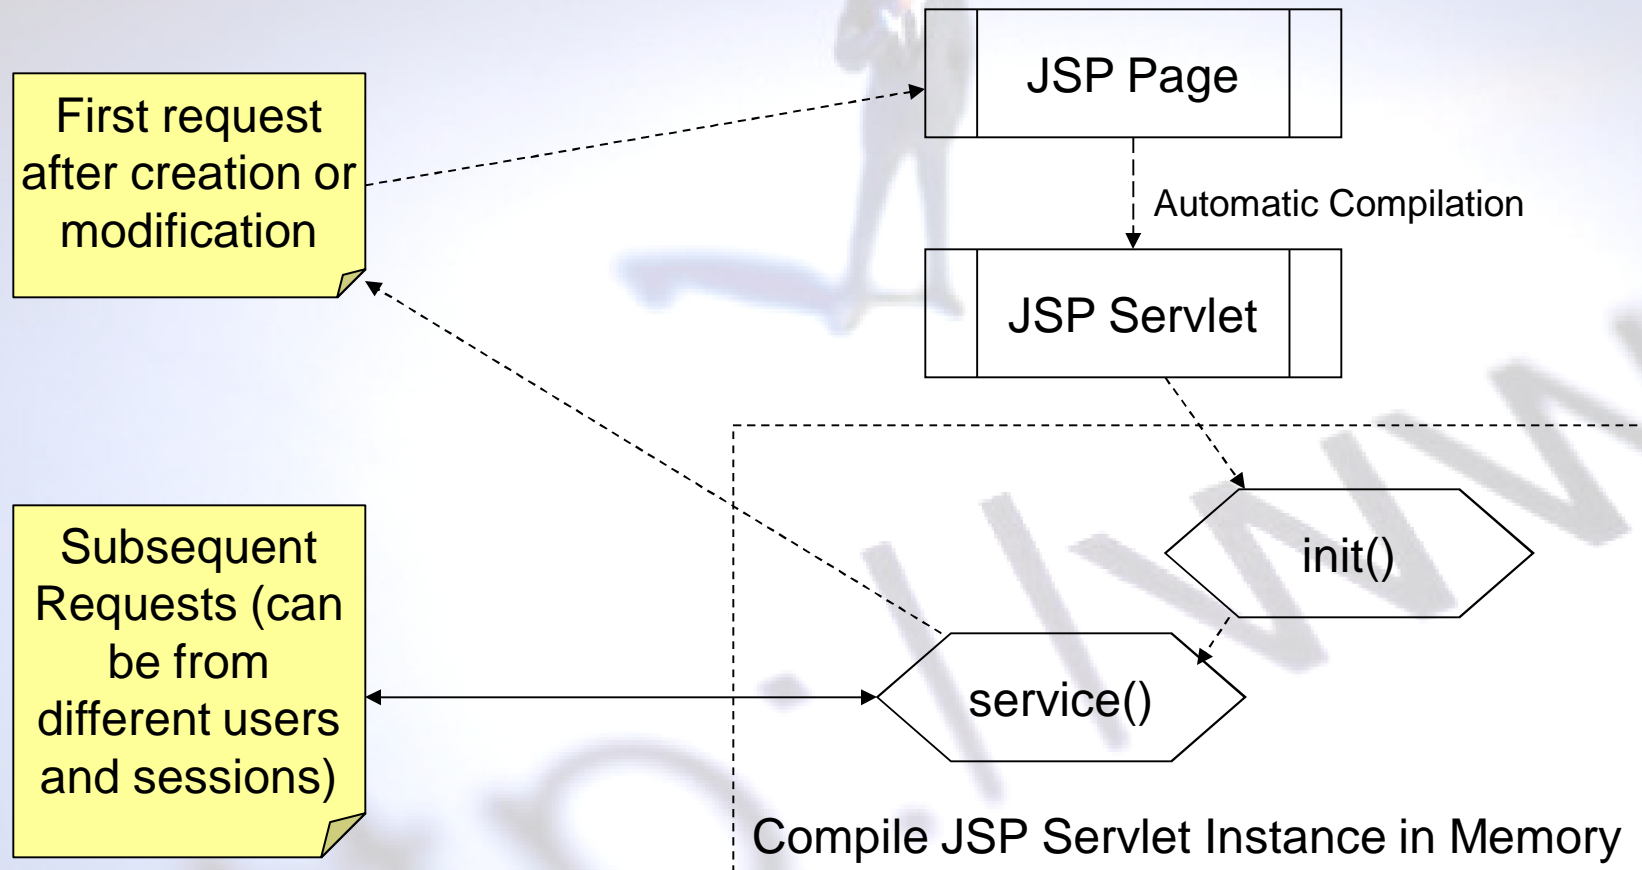 JSP Page
First request
after creation or
modification
Automatic Compilation
JSP Servlet
Subsequent
Requests (can
be from
different users
and sessions)
init()
service()
Compile JSP Servlet Instance in Memory
://ww